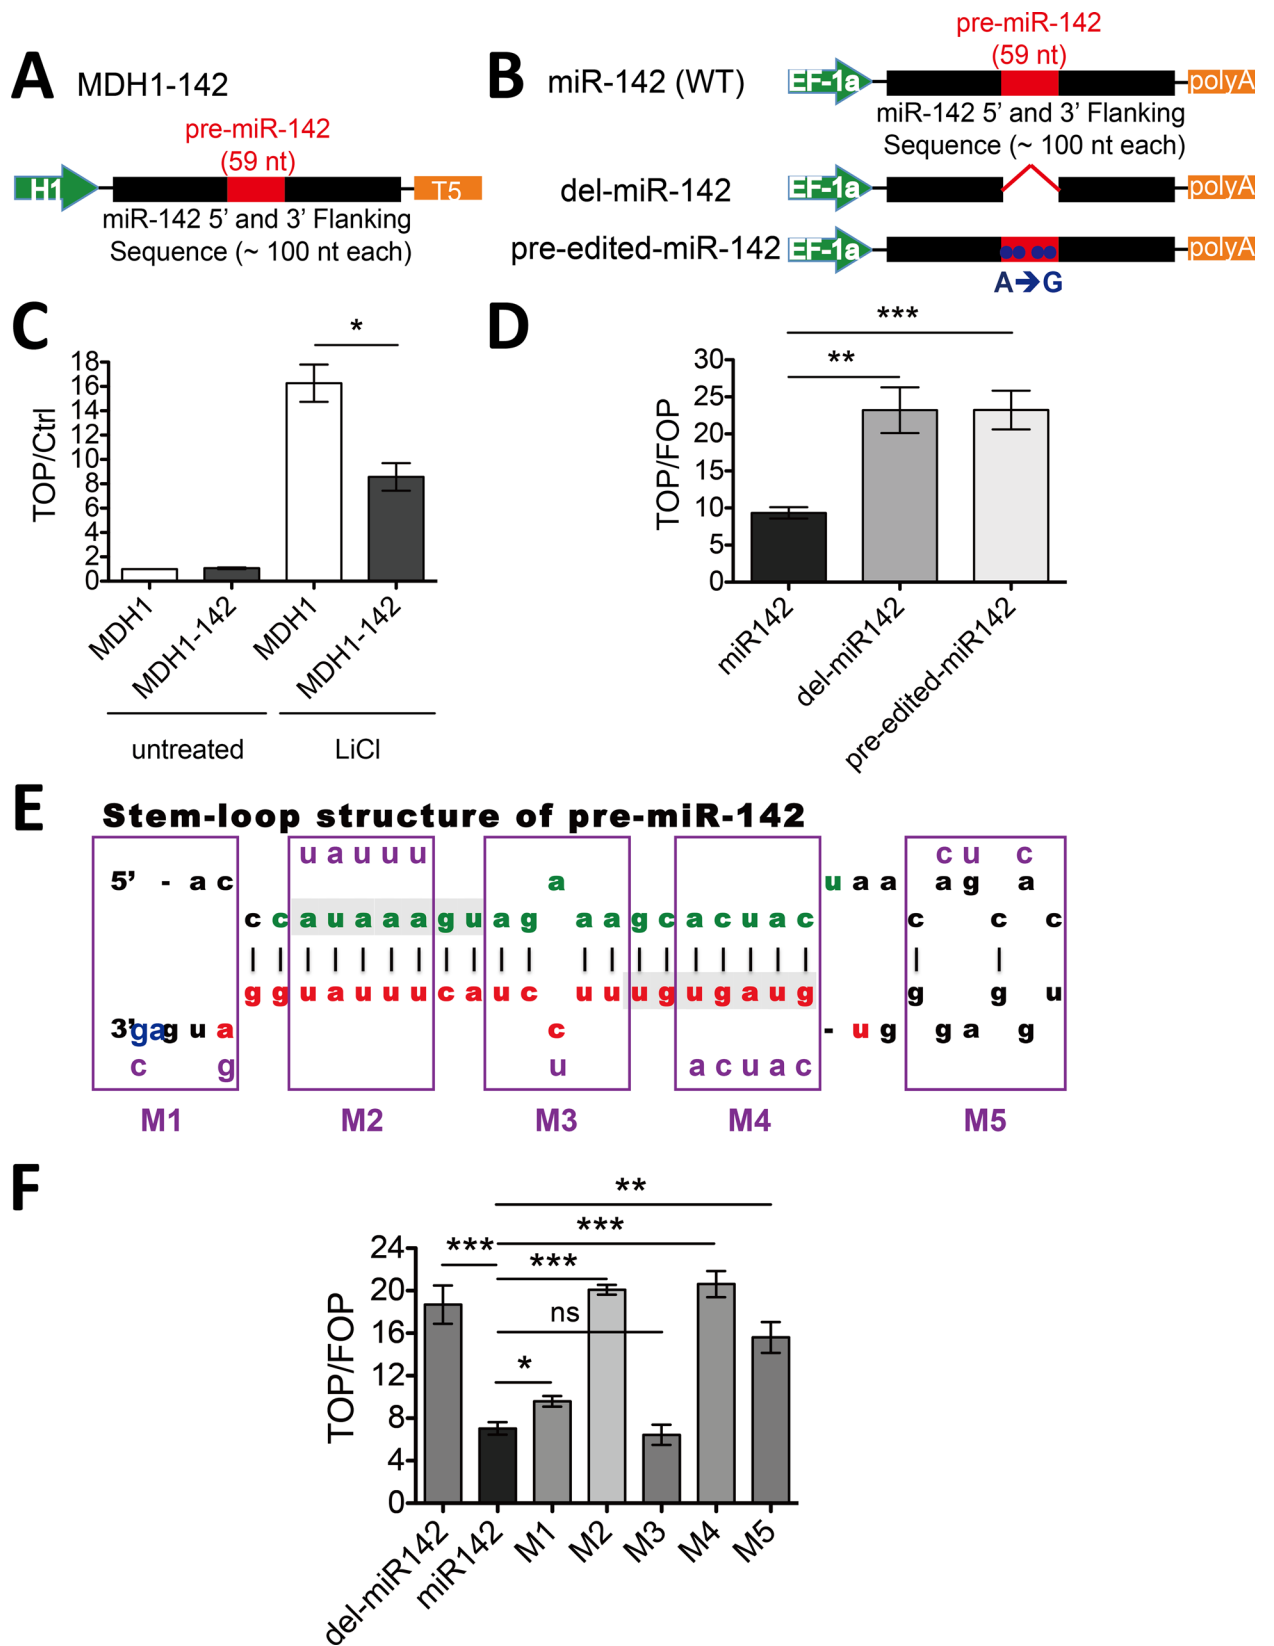 A MDH1-142
pre-miR-142
(59 nt)
H1
T5
miR-142 5’ and 3’ Flanking
Sequence (~ 100 nt each)
B miR-142 (WT)
pre-miR-142
(59 nt)
EF-1a
polyA
miR-142 5’ and 3’ Flanking
Sequence (~ 100 nt each)
del-miR-142
EF-1a
polyA
pre-edited-miR-142
EF-1a
polyA
A➔G
C
TOP/Ctrl
18
16
14
12
10
8
6
4
2
0
*
MDH1
MDH1-142
MDH1
MDH1-142
untreated
LiCl
D
TOP/FOP
30
25
20
15
10
5
0
***
**
miR142
del-miR142
pre-edited-miR142
E
Stem-loop structure of pre-miR-142
u a u u u c u c
5’ - a c a u a a a g a
c c a u a a a g u a g a a g c a c u a c c c c
| | | | | | | | | | | | | | | | | | | | |
g g u a u u u c a u c u u u g u g a u g g g u
3’ga g u a c - u g g a g g
c g u a c u a c
M1 M2 M3 M4 M5
F
TOP/FOP
24
20
16
12
8
4
0
**
***
*** ***
ns
*
del-miR142
miR142
M1
M2
M3
M4
M5